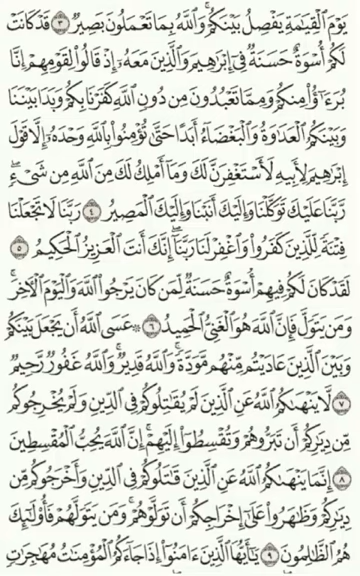 يَوْمَ ٱلْقِيَٰمَةِ يَفْصِلُ بَيْنَكُمْ ۚ وَٱللَّهُ بِمَا تَعْمَلُونَ بَصِيرٌ ٣ قَدْ كَانَتْ
لَكُمْ أُسْوَةٌ حَسَنَةٌ فِىٓ إِبْرَٰهِيمَ وَٱلَّذِينَ مَعَهُۥٓ إِذْ قَالُوا۟ لِقَوْمِهِمْ إِنَّا
بُرَءَٰٓؤُا۟ مِنكُمْ وَمِمَّا تَعْبُدُونَ مِن دُونِ ٱللَّهِ كَفَرْنَا بِكُمْ وَبَدَا بَيْنَنَا
وَبَيْنَكُمُ ٱلْعَدَٰوَةُ وَٱلْبَغْضَآءُ أَبَدًا حَتَّىٰ تُؤْمِنُوا۟ بِٱللَّهِ وَحْدَهُۥٓ إِلَّا قَوْلَ
إِبْرَٰهِيمَ لِأَبِيهِ لَأَسْتَغْفِرَنَّ لَكَ وَمَآ أَمْلِكُ لَكَ مِنَ ٱللَّهِ مِن شَىْءٍ ۖ
رَّبَّنَا عَلَيْكَ تَوَكَّلْنَا وَإِلَيْكَ أَنَبْنَا وَإِلَيْكَ ٱلْمَصِيرُ ٤ رَبَّنَا لَا تَجْعَلْنَا
فِتْنَةً لِّلَّذِينَ كَفَرُوا۟ وَٱغْفِرْ لَنَا رَبَّنَآ ۖ إِنَّكَ أَنتَ ٱلْعَزِيزُ ٱلْحَكِيمُ ٥
لَقَدْ كَانَ لَكُمْ فِيهِمْ أُسْوَةٌ حَسَنَةٌ لِّمَن كَانَ يَرْجُوا۟ ٱللَّهَ وَٱلْيَوْمَ ٱلْءَاخِرَ ۚ
وَمَن يَتَوَلَّ فَإِنَّ ٱللَّهَ هُوَ ٱلْغَنِىُّ ٱلْحَمِيدُ ٦ ۞ عَسَى ٱللَّهُ أَن يَجْعَلَ بَيْنَكُمْ
وَبَيْنَ ٱلَّذِينَ عَادَيْتُم مِّنْهُم مَّوَدَّةً ۚ وَٱللَّهُ قَدِيرٌ ۚ وَٱللَّهُ غَفُورٌ رَّحِيمٌ
٧ لَّا يَنْهَىٰكُمُ ٱللَّهُ عَنِ ٱلَّذِينَ لَمْ يُقَٰتِلُوكُمْ فِى ٱلدِّينِ وَلَمْ يُخْرِجُوكُم
مِّن دِيَٰرِكُمْ أَن تَبَرُّوهُمْ وَتُقْسِطُوٓا۟ إِلَيْهِمْ ۚ إِنَّ ٱللَّهَ يُحِبُّ ٱلْمُقْسِطِينَ
٨ إِنَّمَا يَنْهَىٰكُمُ ٱللَّهُ عَنِ ٱلَّذِينَ قَٰتَلُوكُمْ فِى ٱلدِّينِ وَأَخْرَجُوكُم مِّن
دِيَٰرِكُمْ وَظَٰهَرُوا۟ عَلَىٰٓ إِخْرَاجِكُمْ أَن تَوَلَّوْهُمْ ۚ وَمَن يَتَوَلَّهُمْ فَأُو۟لَٰٓئِكَ
هُمُ ٱلظَّٰلِمُونَ ٩ يَٰٓأَيُّهَا ٱلَّذِينَ ءَامَنُوٓا۟ إِذَا جَآءَكُمُ ٱلْمُؤْمِنَٰتُ مُهَٰجِرَٰتٍ